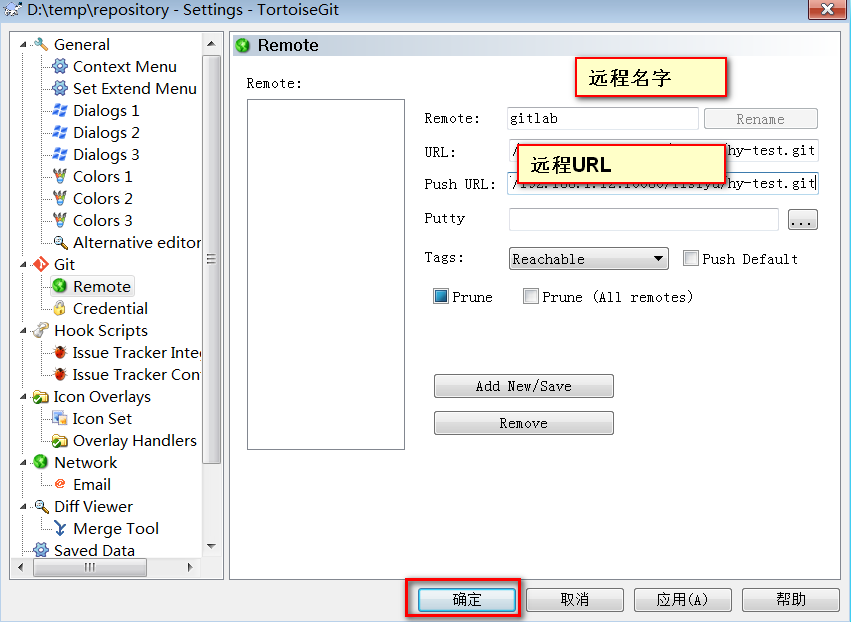 D:\temp\repository - Settings - TortoiseGit
General
Context Menu
Set Extend Menu
Dialogs 1
Dialogs 2
Dialogs 3
Colors 1
Colors 2
Colors 3
Alternative editor
Git
Remote
Credential
Hook Scripts
Issue Tracker Inte
Issue Tracker Con
Icon Overlays
Icon Set
Overlay Handlers
Network
Email
Diff Viewer
Merge Tool
Saved Data
Remote
远程名字
Remote:
Remote: gitlab Rename
URL: hy-test.git
远程URL
Push URL: hy-test.git
Putty ...
Tags: Reachable Push Default
Prune Prune (All remotes)
Add New/Save
Remove
确定 取消 应用(A) 帮助